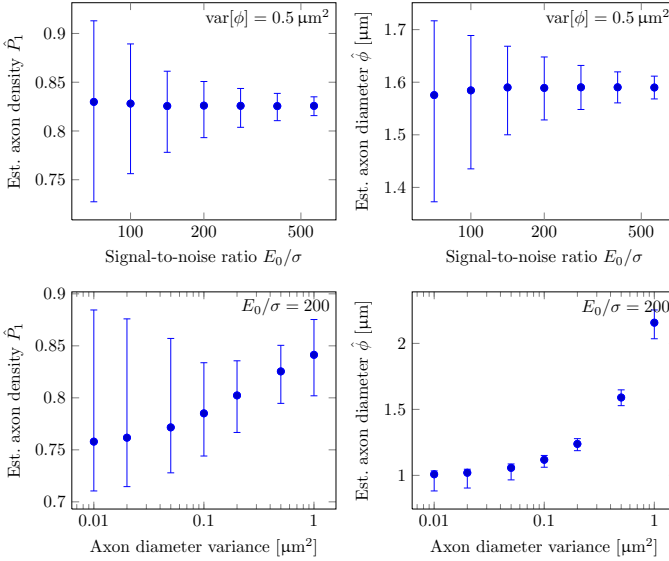 var[ϕ] = 0.5 μm²
Est. axon density P̂₁
0.9
0.85
0.8
0.75
100
200
500
Signal-to-noise ratio E₀/σ
var[ϕ] = 0.5 μm²
Est. axon diameter ϕ̂ [μm]
1.7
1.6
1.5
1.4
100
200
500
Signal-to-noise ratio E₀/σ
E₀/σ = 200
Est. axon density P̂₁
0.9
0.85
0.8
0.75
0.7
0.01
0.1
1
Axon diameter variance [μm²]
E₀/σ = 200
Est. axon diameter ϕ̂ [μm]
2
1.5
1
0.01
0.1
1
Axon diameter variance [μm²]